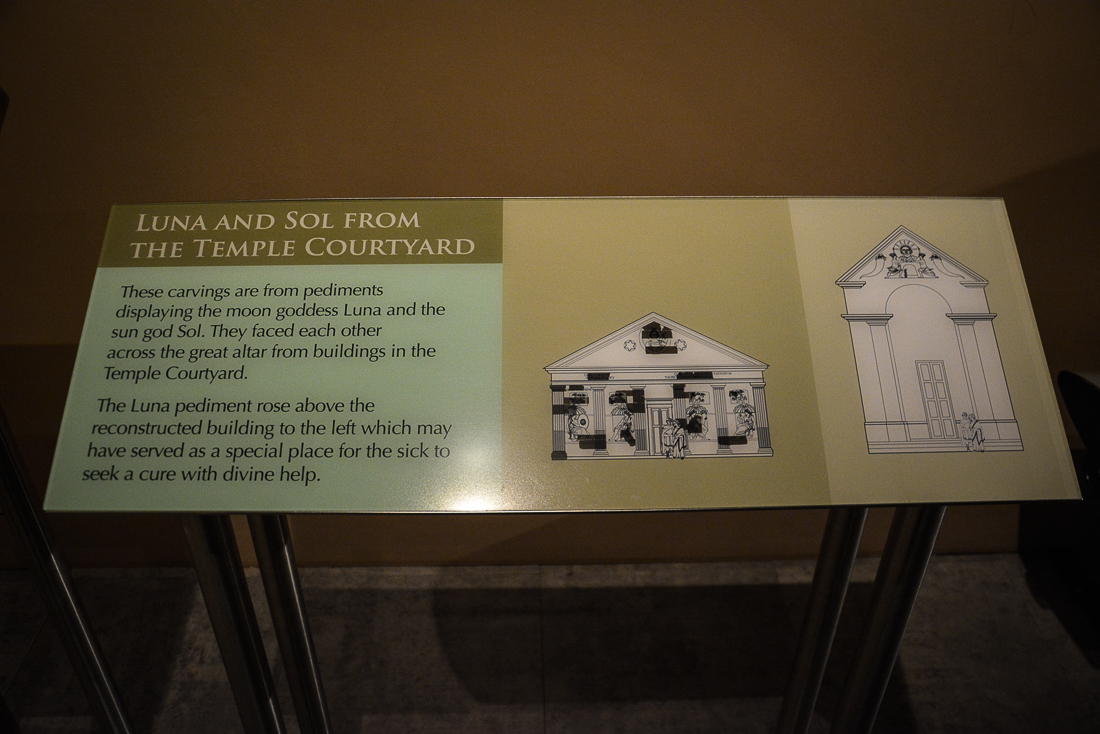 LUNA AND SOL FROM
THE TEMPLE COURTYARD
These carvings are from pediments
displaying the moon goddess Luna and the
sun god Sol. They faced each other
across the great altar from buildings in the
Temple Courtyard.
The Luna pediment rose above the
reconstructed building to the left which may
have served as a special place for the sick to
seek a cure with divine help.